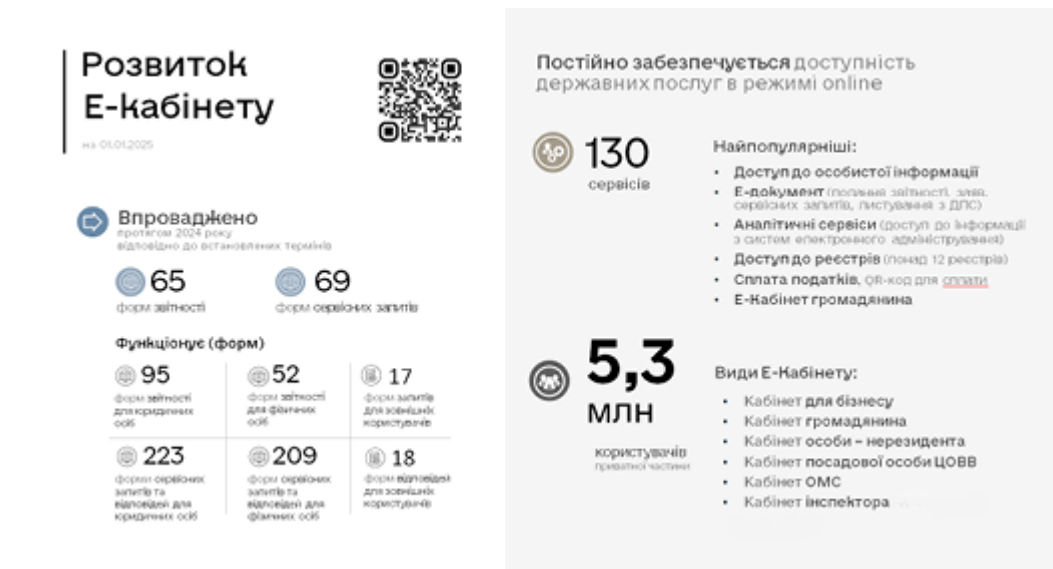 Розвиток
Е-кабінету
на 01.01.2025
Впроваджено
протягом 2024 року
відповідно до встановлених термінів
65
форм звітності
69
форм сервісних запитів
Функціонує (форм)
95
форм звітності
для юридичних
осіб
52
форм звітності
для фізичних
осіб
17
форм запитів
для зовнішніх
користувачів
223
форми сервісних
запитів та
відповідей для
юридичних осіб
209
форм сервісних
запитів та
відповідей для
фізичних осіб
18
форм відповідей
для зовнішніх
користувачів
Постійно забезпечується доступність
державних послуг в режимі online
130
сервісів
Найпопулярніші:
• Доступ до особистої інформації
• Е-документ (подання звітності, заяв,
сервісних запитів, листування з ДПС)
• Аналітичні сервіси (доступ до інформації
з систем електронного адміністрування)
• Доступ до реєстрів (понад 12 реєстрів)
• Сплата податків, QR-код для сплати
• Е-Кабінет громадянина
5,3
млн
користувачів
приватної частини
Види Е-Кабінету:
• Кабінет для бізнесу
• Кабінет громадянина
• Кабінет особи – нерезидента
• Кабінет посадової особи ЦОВВ
• Кабінет ОМС
• Кабінет інспектора